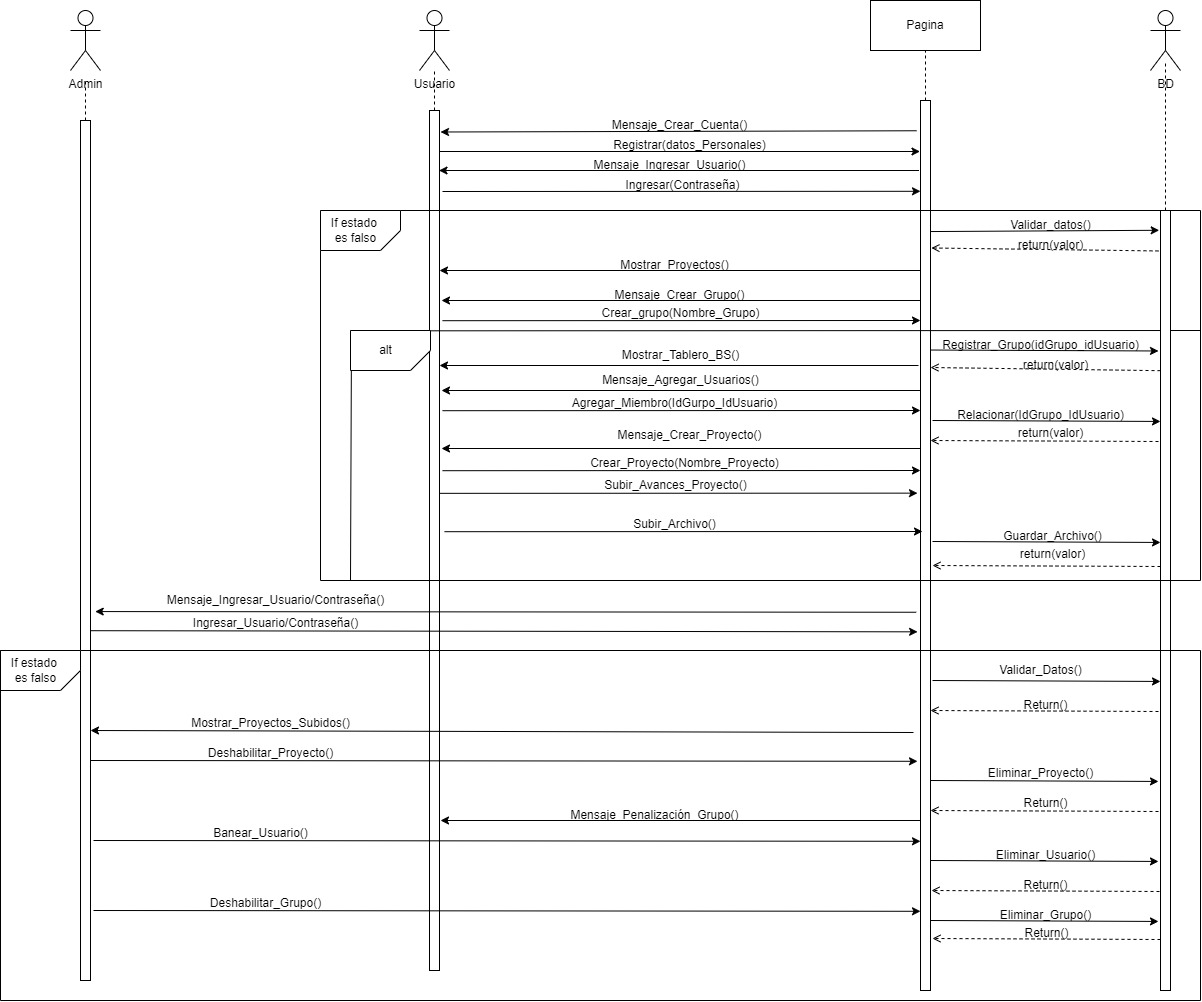 Admin
Usuario
Pagina
BD
Mensaje_Crear_Cuenta()
Registrar(datos_Personales)
Mensaje_Ingresar_Usuario()
Ingresar(Contraseña)
If estado
es falso
Validar_datos()
return(valor)
Mostrar_Proyectos()
Mensaje_Crear_Grupo()
Crear_grupo(Nombre_Grupo)
alt
Registrar_Grupo(idGrupo_idUsuario)
Mostrar_Tablero_BS()
return(valor)
Mensaje_Agregar_Usuarios()
Agregar_Miembro(IdGurpo_IdUsuario)
Relacionar(IdGrupo_IdUsuario)
return(valor)
Mensaje_Crear_Proyecto()
Crear_Proyecto(Nombre_Proyecto)
Subir_Avances_Proyecto()
Subir_Archivo()
Guardar_Archivo()
return(valor)
Mensaje_Ingresar_Usuario/Contraseña()
Ingresar_Usuario/Contraseña()
If estado
es falso
Validar_Datos()
Return()
Mostrar_Proyectos_Subidos()
Deshabilitar_Proyecto()
Eliminar_Proyecto()
Return()
Mensaje_Penalización_Grupo()
Banear_Usuario()
Eliminar_Usuario()
Return()
Deshabilitar_Grupo()
Eliminar_Grupo()
Return()